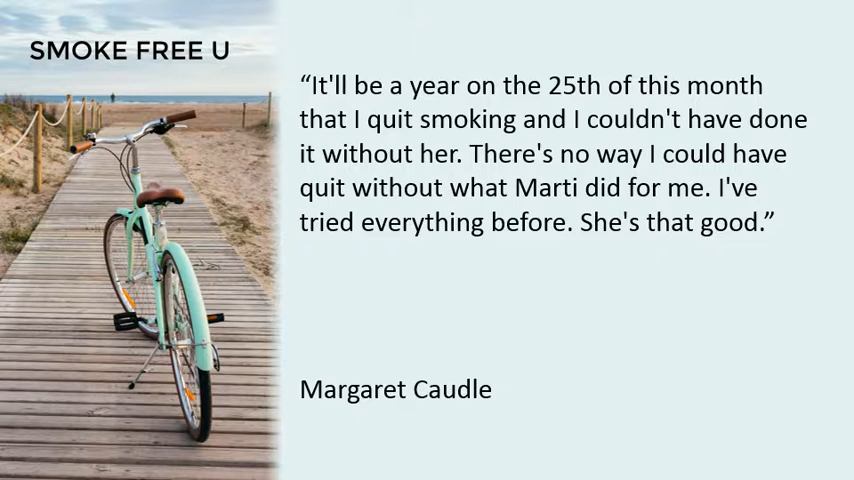 SMOKE FREE U
“It'll be a year on the 25th of this month
that I quit smoking and I couldn't have done
it without her. There's no way I could have
quit without what Marti did for me. I've
tried everything before. She's that good.”
Margaret Caudle